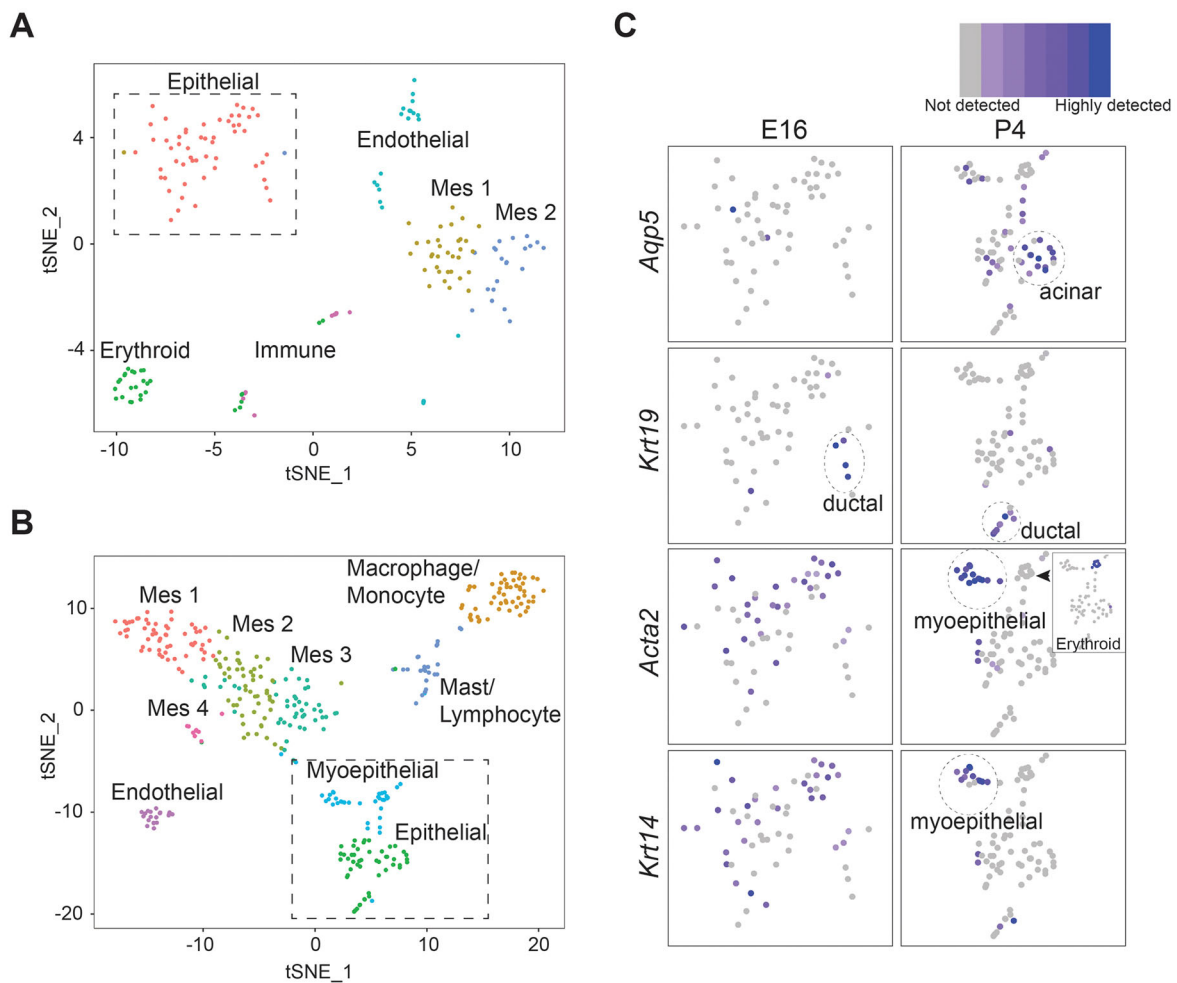 A
Epithelial
Endothelial
Mes 1
Mes 2
Erythroid
Immune
4
0
-4
tSNE_2
-10
-5
0
5
10
tSNE_1
B
Mes 1
Mes 2
Mes 3
Mes 4
Macrophage/
Monocyte
Mast/
Lymphocyte
Endothelial
Myoepithelial
Epithelial
10
0
-10
-20
tSNE_2
-10
0
10
20
tSNE_1
C
Not detected
Highly detected
E16
P4
Aqp5
acinar
Krt19
ductal
ductal
Acta2
myoepithelial
Erythroid
Krt14
myoepithelial